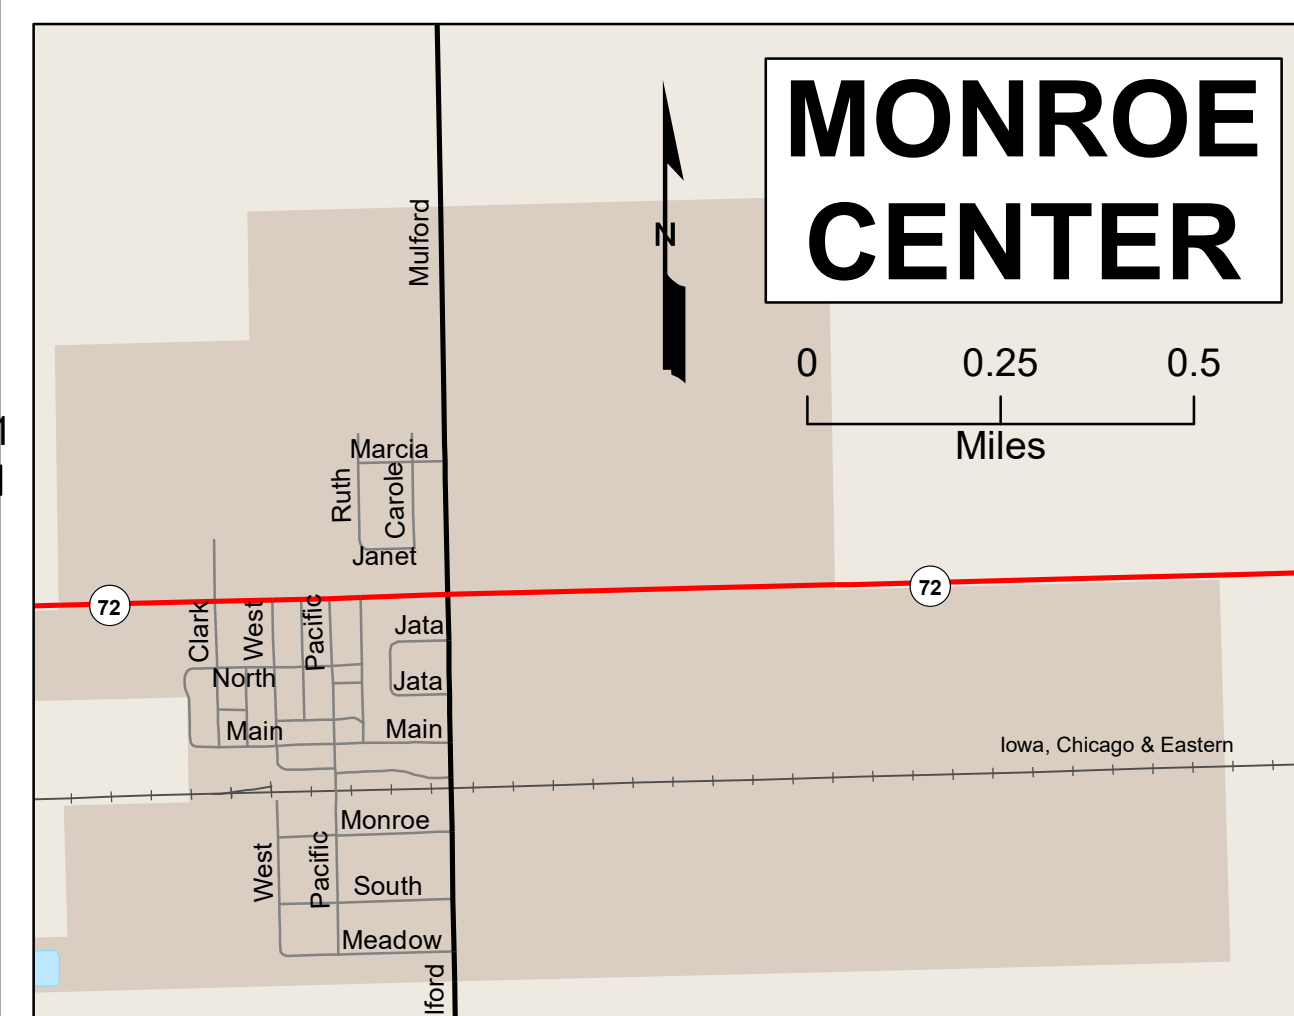 MONROE
CENTER
Mulford
N
0 0.25 0.5
Miles
Marcia
Ruth
Carole
Janet
72
72
Clark
West
Pacific
Jata
North
Jata
Main
Main
Iowa, Chicago & Eastern
Monroe
West
Pacific
South
Meadow
lford